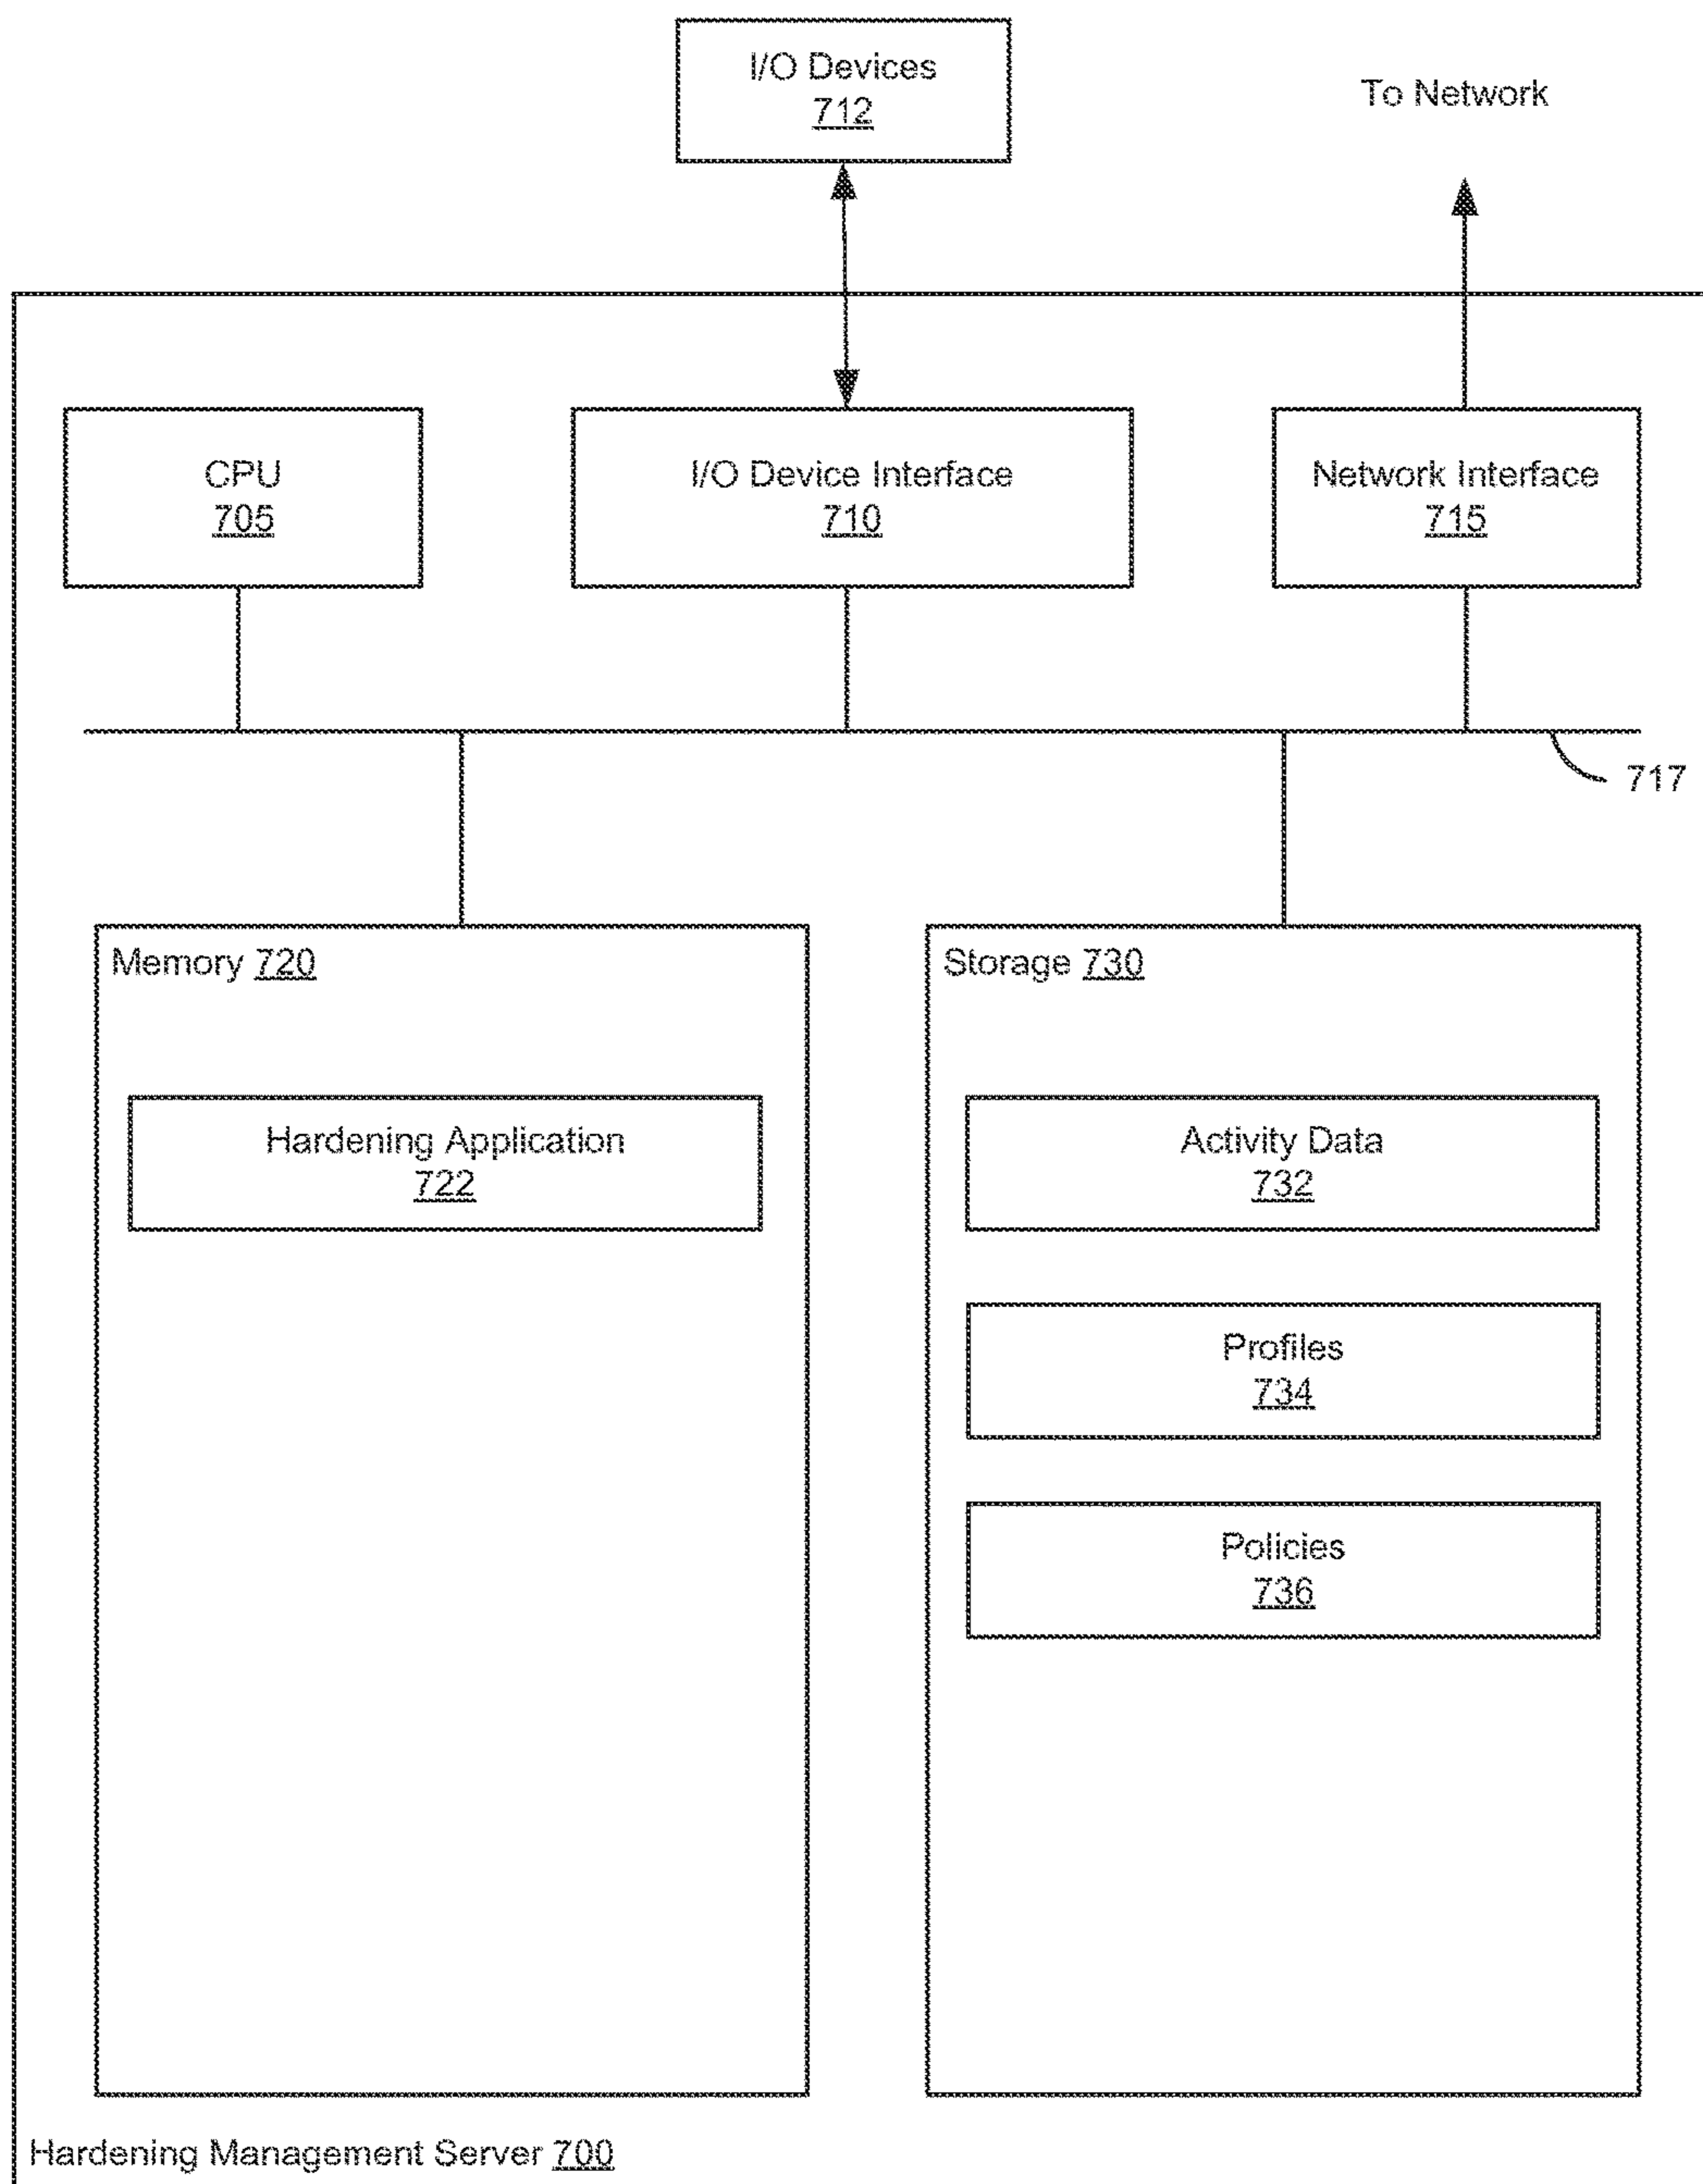 I/O Devices
712
To Network
CPU
705
I/O Device Interface
710
Network Interface
715
717
Memory 720
Storage 730
Hardening Application
722
Activity Data
732
Profiles
734
Policies
736
Hardening Management Server 700